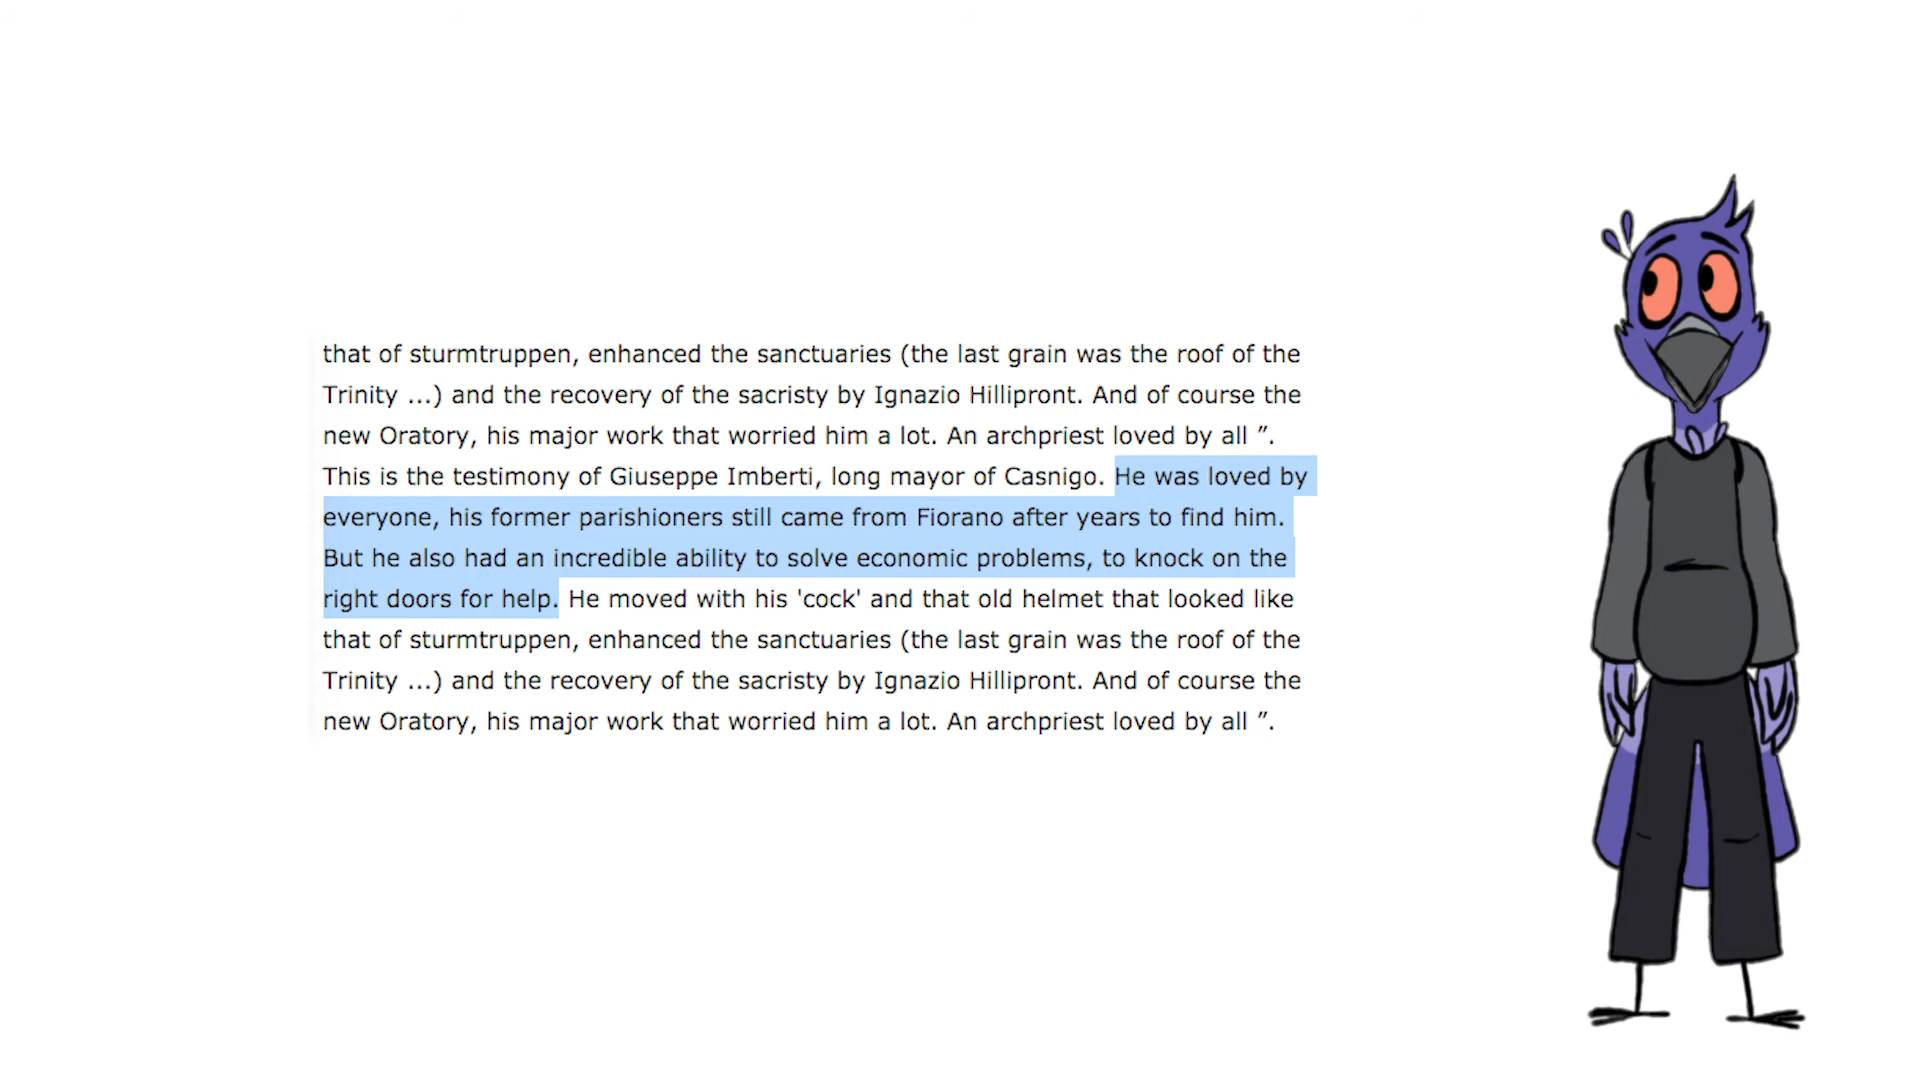 that of sturmtruppen, enhanced the sanctuaries (the last grain was the roof of the
Trinity ...) and the recovery of the sacristy by Ignazio Hillipront. And of course the
new Oratory, his major work that worried him a lot. An archpriest loved by all ”.
This is the testimony of Giuseppe Imberti, long mayor of Casnigo. He was loved by
everyone, his former parishioners still came from Fiorano after years to find him.
But he also had an incredible ability to solve economic problems, to knock on the
right doors for help. He moved with his 'cock' and that old helmet that looked like
that of sturmtruppen, enhanced the sanctuaries (the last grain was the roof of the
Trinity ...) and the recovery of the sacristy by Ignazio Hillipront. And of course the
new Oratory, his major work that worried him a lot. An archpriest loved by all ”.